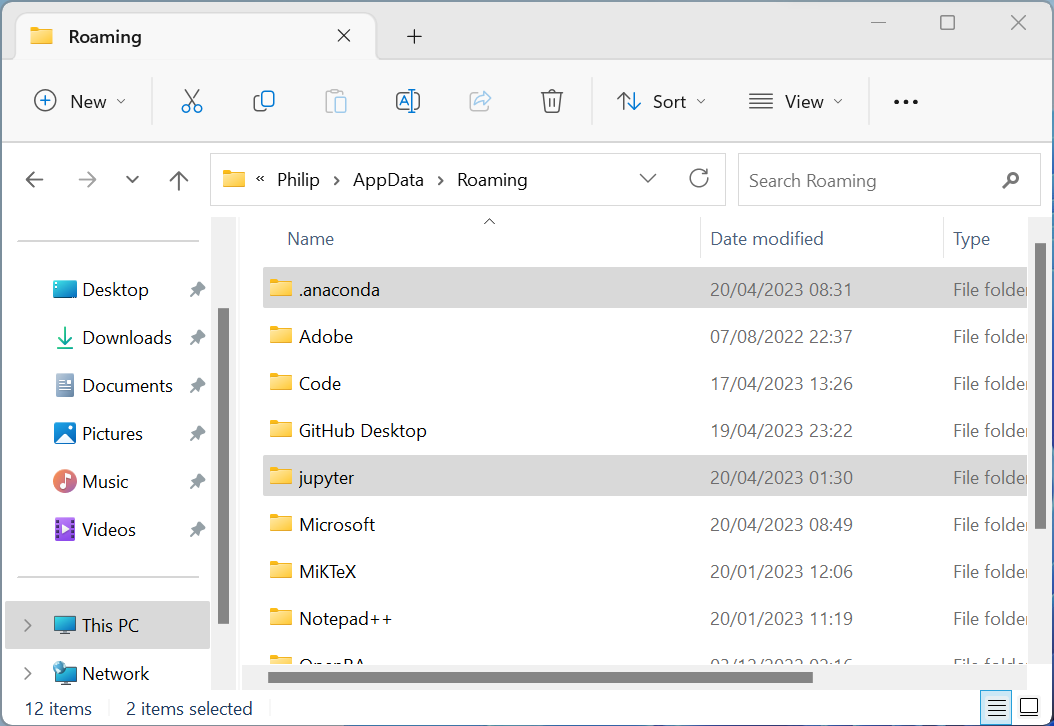 Roaming
New
Sort
View
« Philip > AppData > Roaming
Search Roaming
Name Date modified Type
Desktop
Downloads
Documents
Pictures
Music
Videos
This PC
Network
.anaconda 20/04/2023 08:31 File folder
Adobe 07/08/2022 22:37 File folder
Code 17/04/2023 13:26 File folder
GitHub Desktop 19/04/2023 23:22 File folder
jupyter 20/04/2023 01:30 File folder
Microsoft 20/04/2023 08:49 File folder
MiKTeX 20/01/2023 12:06 File folder
Notepad++ 20/01/2023 11:19 File folder
12 items 2 items selected